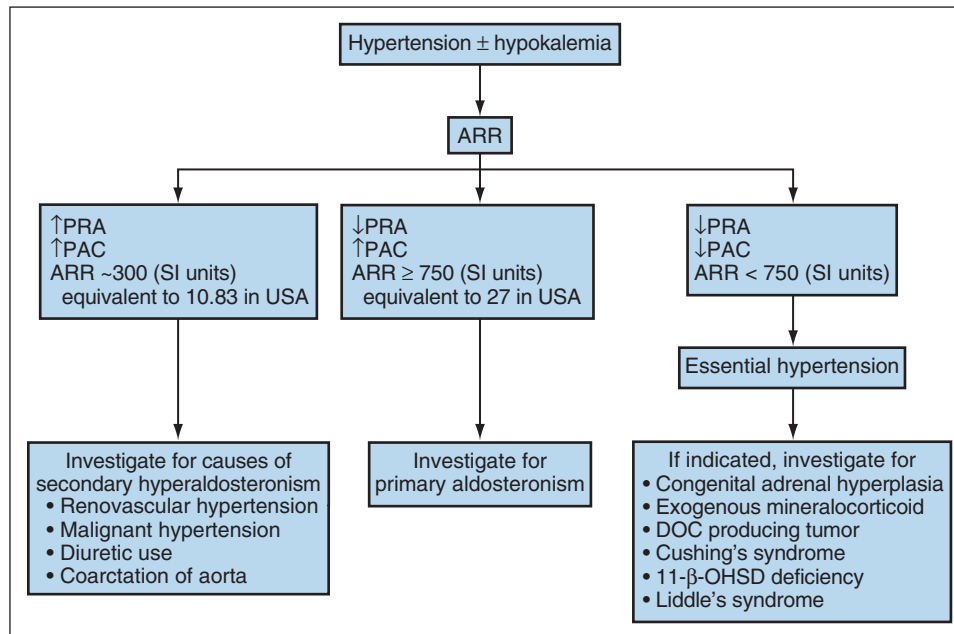 Hypertension ± hypokalemia
ARR
↑PRA
↑PAC
ARR ~300 (SI units)
equivalent to 10.83 in USA
↓PRA
↑PAC
ARR ≥ 750 (SI units)
equivalent to 27 in USA
↓PRA
↓PAC
ARR < 750 (SI units)
Essential hypertension
Investigate for causes of
secondary hyperaldosteronism
• Renovascular hypertension
• Malignant hypertension
• Diuretic use
• Coarctation of aorta
Investigate for
primary aldosteronism
If indicated, investigate for
• Congenital adrenal hyperplasia
• Exogenous mineralocorticoid
• DOC producing tumor
• Cushing's syndrome
• 11-β-OHSD deficiency
• Liddle's syndrome